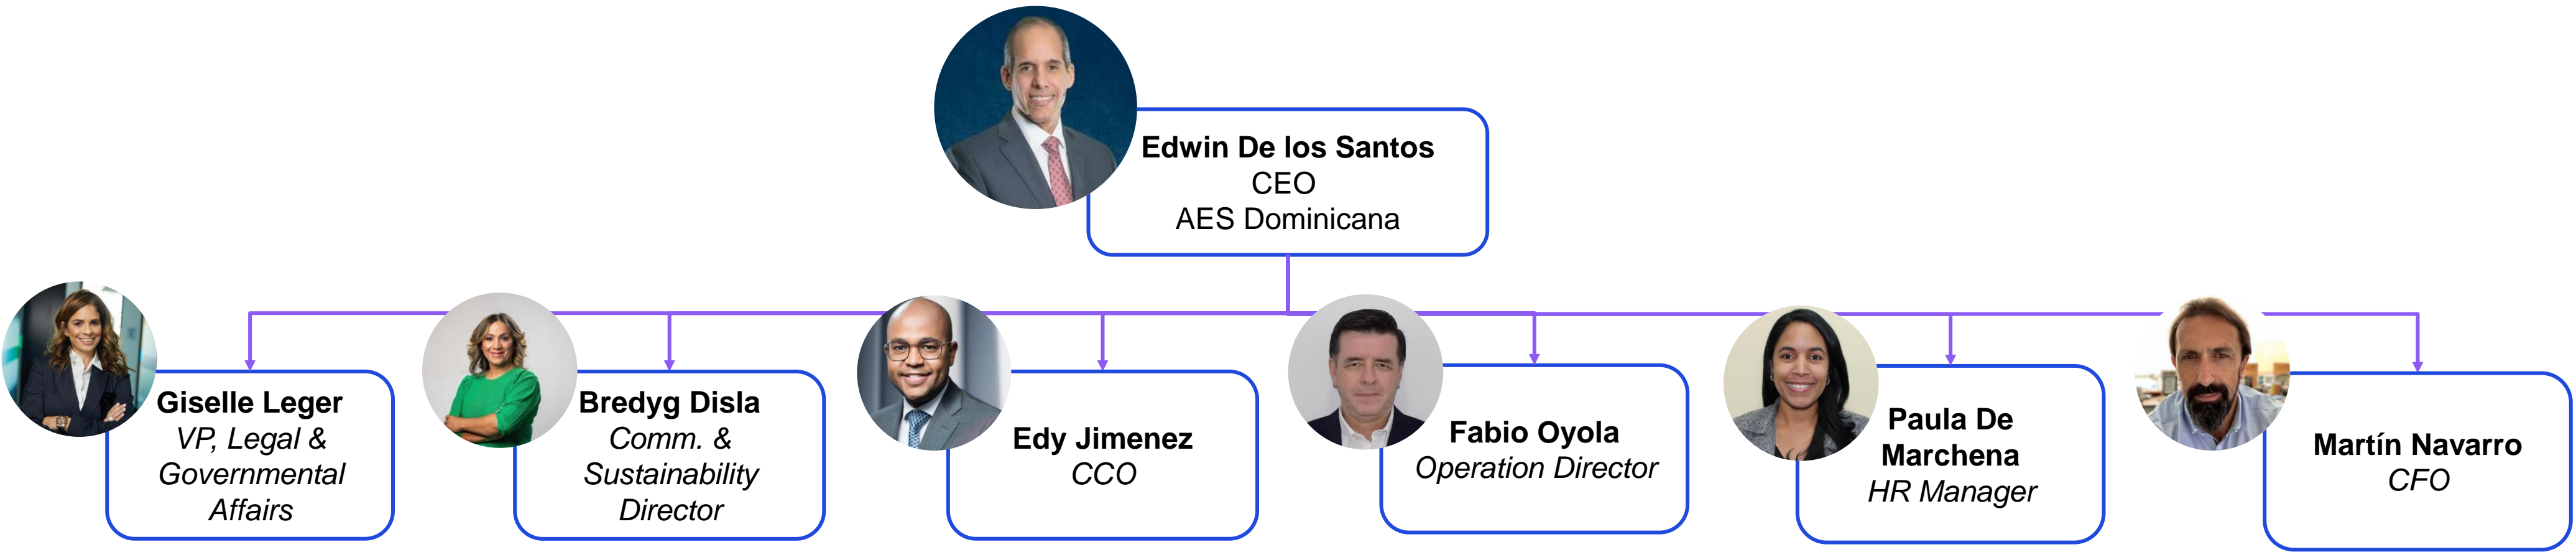 Edwin De los Santos
CEO
AES Dominicana
Giselle Leger
VP, Legal &
Governmental
Affairs
Bredyg Disla
Comm. &
Sustainability
Director
Edy Jimenez
CCO
Fabio Oyola
Operation Director
Paula De
Marchena
HR Manager
Martín Navarro
CFO